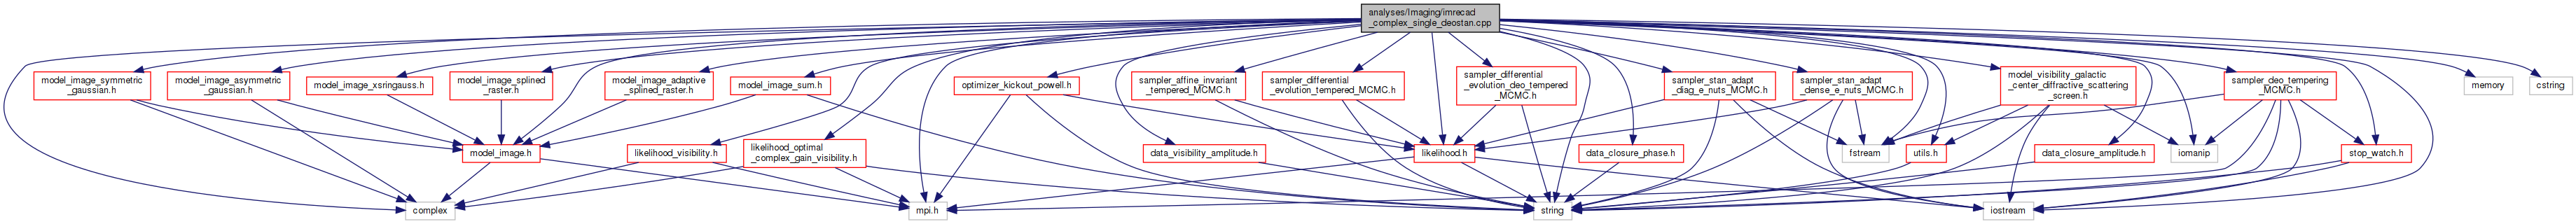 analyses/Imaging/imrecad
_complex_single_deostan.cpp
model_image_symmetric
_gaussian.h
model_image_asymmetric
_gaussian.h
model_image_xsringauss.h
model_image_splined
_raster.h
model_image_adaptive
_splined_raster.h
model_image_sum.h
optimizer_kickout_powell.h
sampler_affine_invariant
_tempered_MCMC.h
sampler_differential
_evolution_tempered_MCMC.h
sampler_differential
_evolution_deo_tempered
_MCMC.h
sampler_stan_adapt
_diag_e_nuts_MCMC.h
sampler_stan_adapt
_dense_e_nuts_MCMC.h
model_visibility_galactic
_center_diffractive_scattering
_screen.h
sampler_deo_tempering
_MCMC.h
memory
cstring
model_image.h
likelihood_visibility.h
likelihood_optimal
_complex_gain_visibility.h
data_visibility_amplitude.h
likelihood.h
data_closure_phase.h
fstream
utils.h
data_closure_amplitude.h
iomanip
stop_watch.h
complex
mpi.h
string
iostream